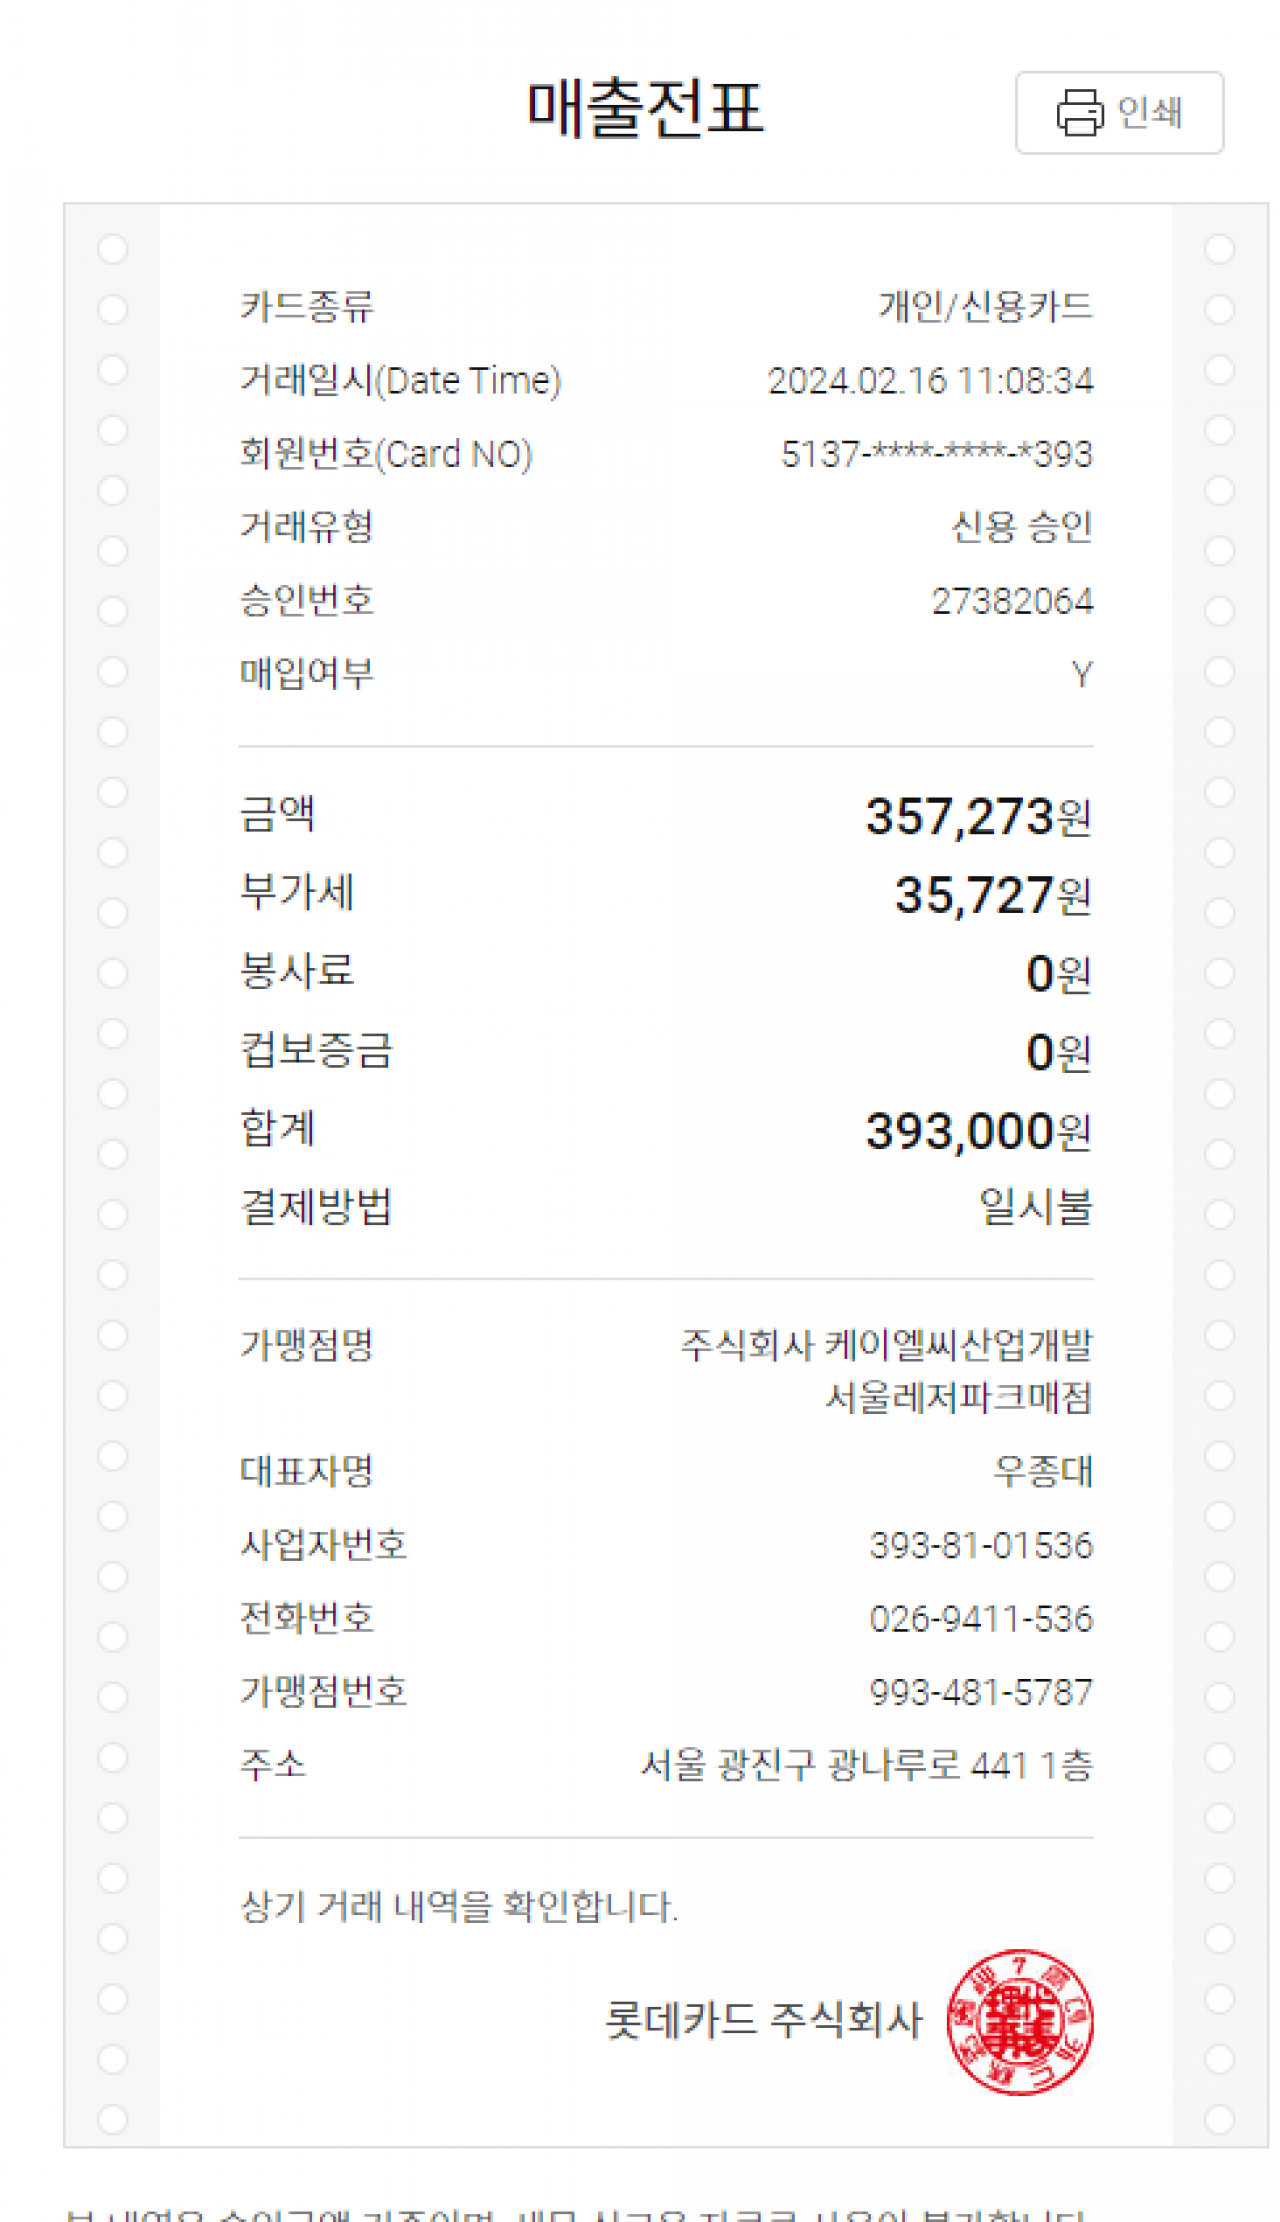 매출전표
인쇄
카드종류 개인/신용카드
거래일시(Date Time) 2024.02.16 11:08:34
회원번호(Card NO) 5137-****-****-*393
거래유형 신용 승인
승인번호 27382064
매입여부 Y
금액 357,273원
부가세 35,727원
봉사료 0원
컵보증금 0원
합계 393,000원
결제방법 일시불
가맹점명 주식회사 케이엘씨산업개발
서울레저파크매점
대표자명 우종대
사업자번호 393-81-01536
전화번호 026-9411-536
가맹점번호 993-481-5787
주소 서울 광진구 광나루로 441 1층
상기 거래 내역을 확인합니다.
롯데카드 주식회사